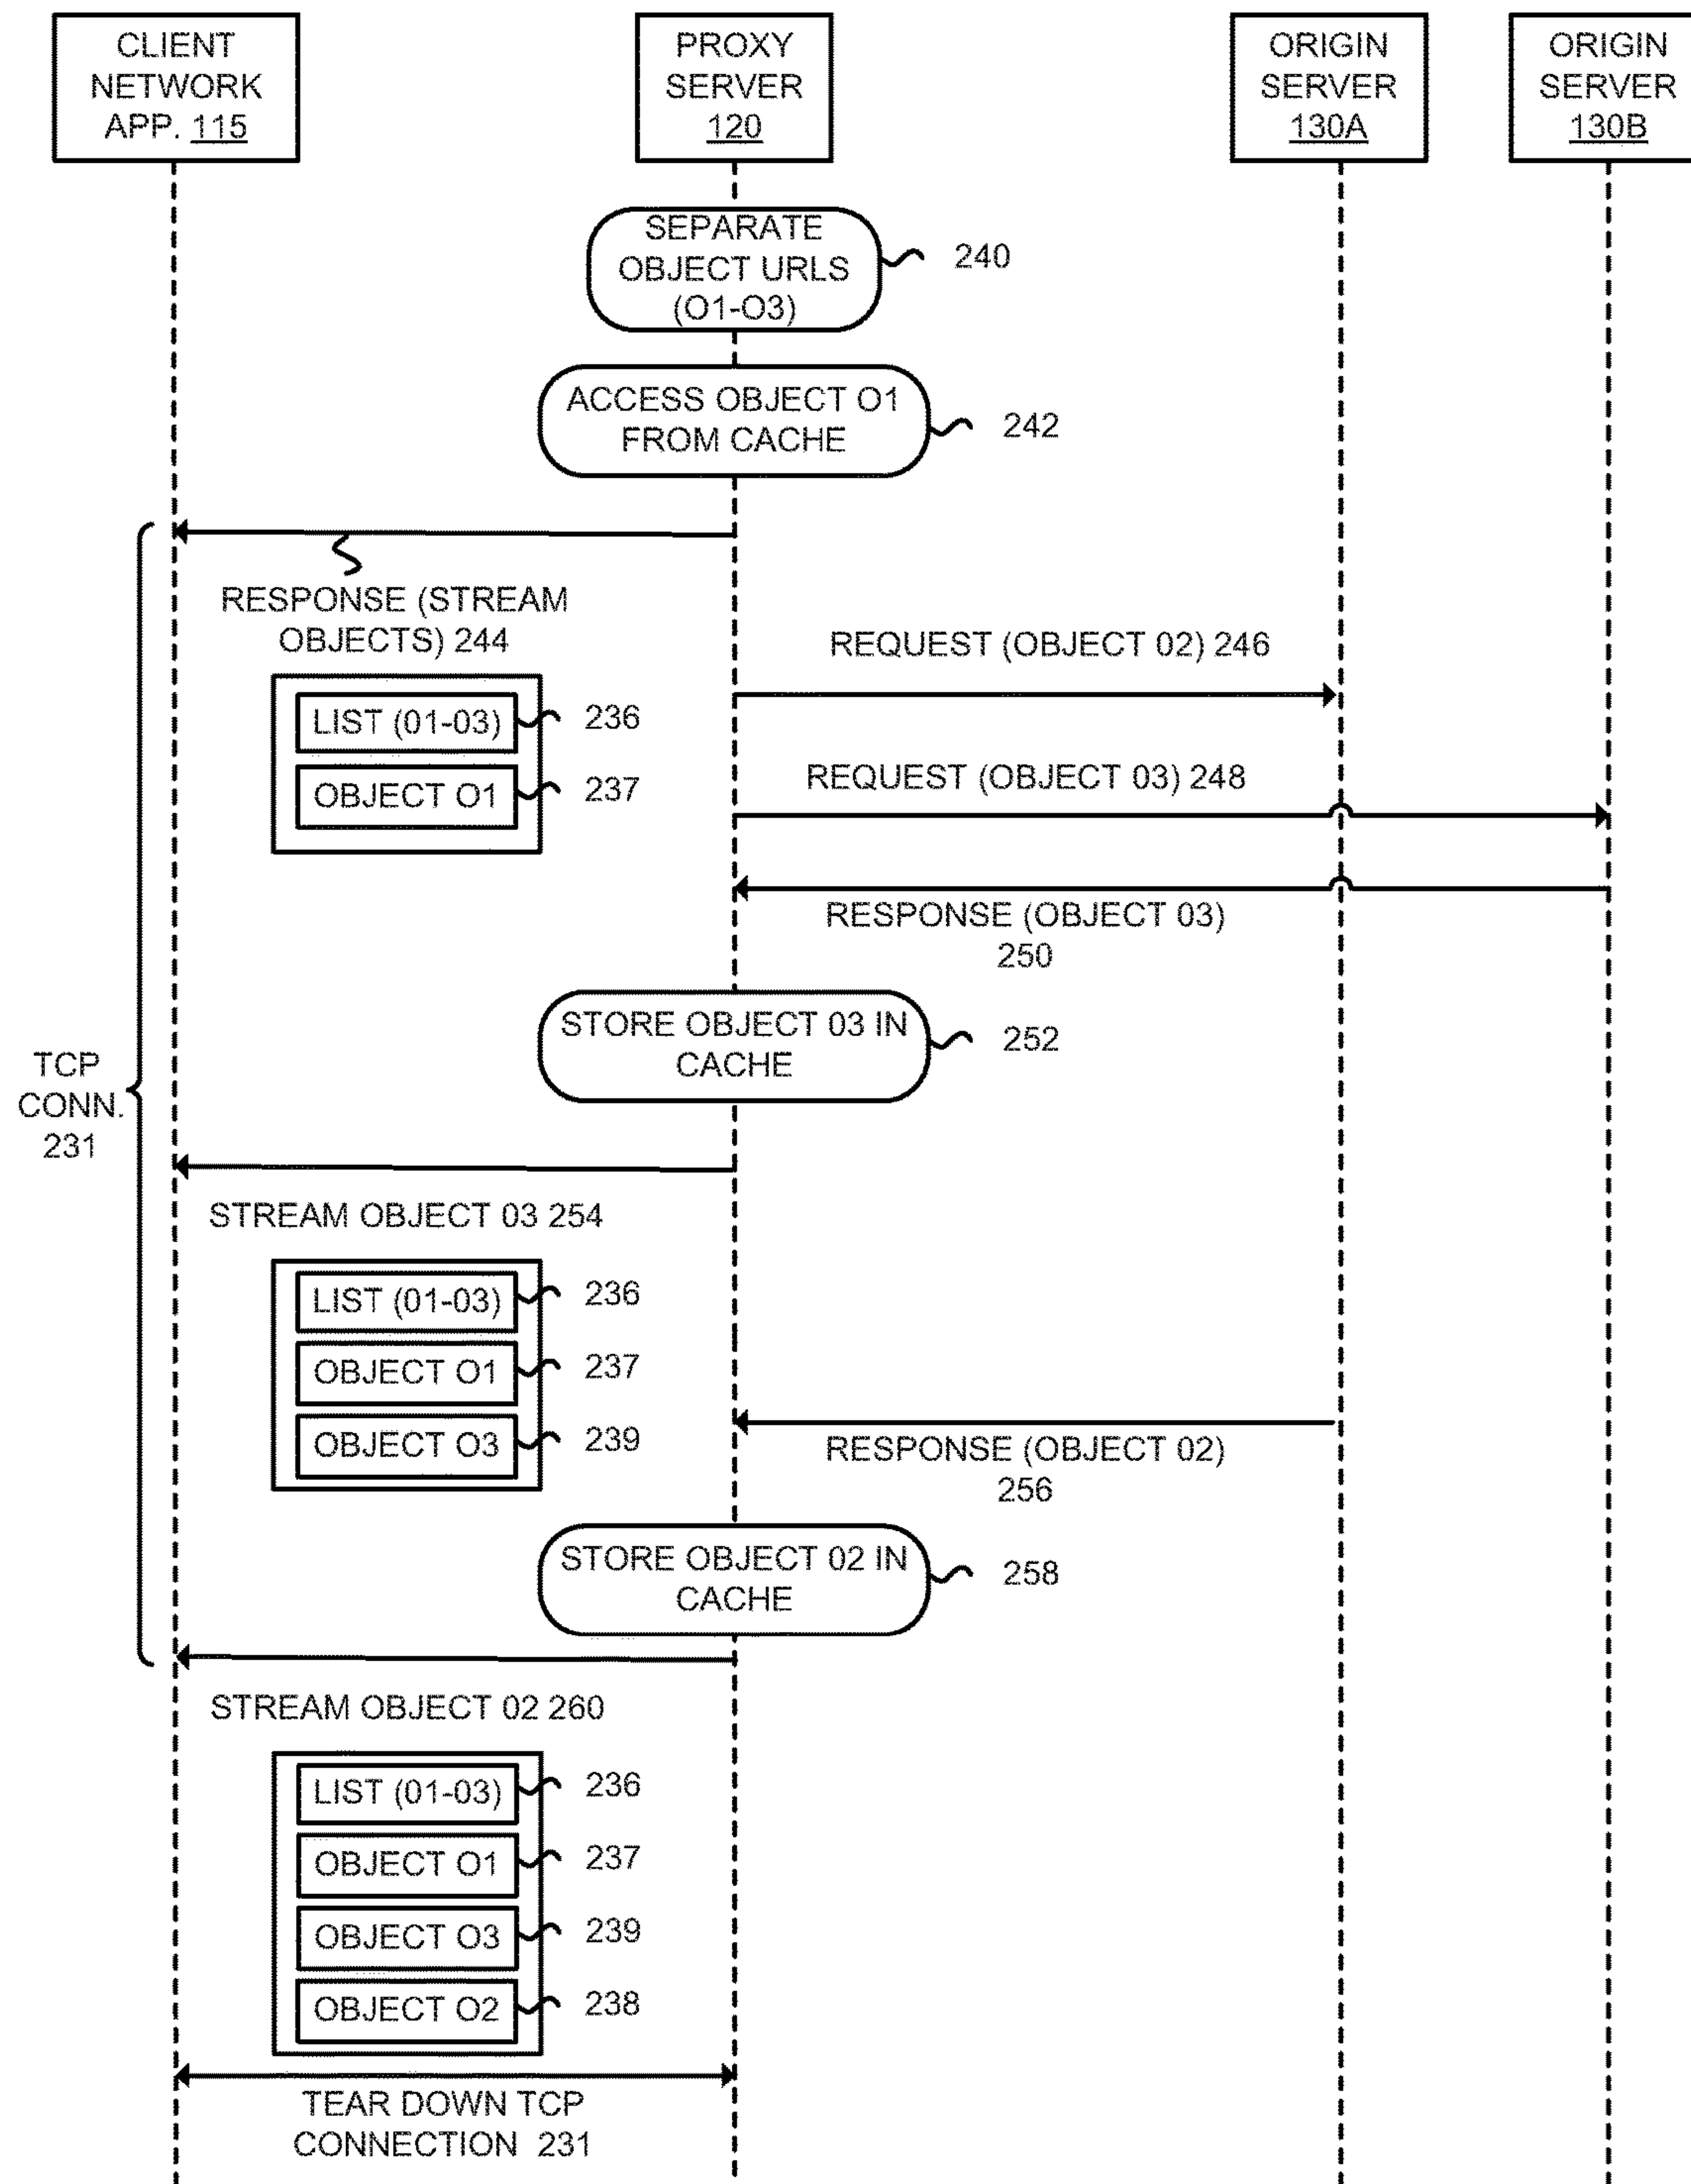 CLIENT
NETWORK
APP. 115
PROXY
SERVER
120
ORIGIN
SERVER
130A
ORIGIN
SERVER
130B
SEPARATE
OBJECT URLS
(O1-O3)
240
ACCESS OBJECT O1
FROM CACHE
242
RESPONSE (STREAM
OBJECTS) 244
REQUEST (OBJECT 02) 246
LIST (01-03)
236
OBJECT O1
237
REQUEST (OBJECT 03) 248
RESPONSE (OBJECT 03)
250
STORE OBJECT 03 IN
CACHE
252
TCP
CONN.
231
STREAM OBJECT 03 254
LIST (01-03)
236
OBJECT O1
237
OBJECT O3
239
RESPONSE (OBJECT 02)
256
STORE OBJECT 02 IN
CACHE
258
STREAM OBJECT 02 260
LIST (01-03)
236
OBJECT O1
237
OBJECT O3
239
OBJECT O2
238
TEAR DOWN TCP
CONNECTION 231